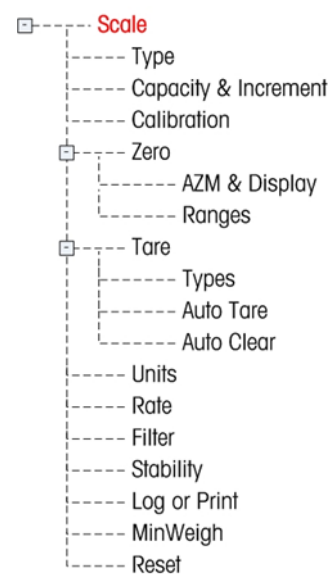 Scale
Type
Capacity & Increment
Calibration
Zero
AZM & Display
Ranges
Tare
Types
Auto Tare
Auto Clear
Units
Rate
Filter
Stability
Log or Print
MinWeigh
Reset